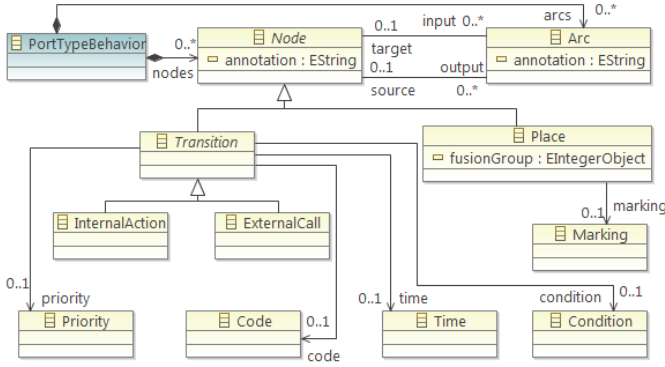 arcs
0..*
PortTypeBehavior
0..*
nodes
Node
annotation : EString
0..1
input
0..*
target
0..1
output
source
0..*
Arc
annotation : EString
Transition
Place
fusionGroup : EIntegerObject
InternalAction
ExternalCall
marking
0..1
Marking
0..1
priority
Priority
Code
0..1
code
0..1
time
Time
condition
0..1
Condition